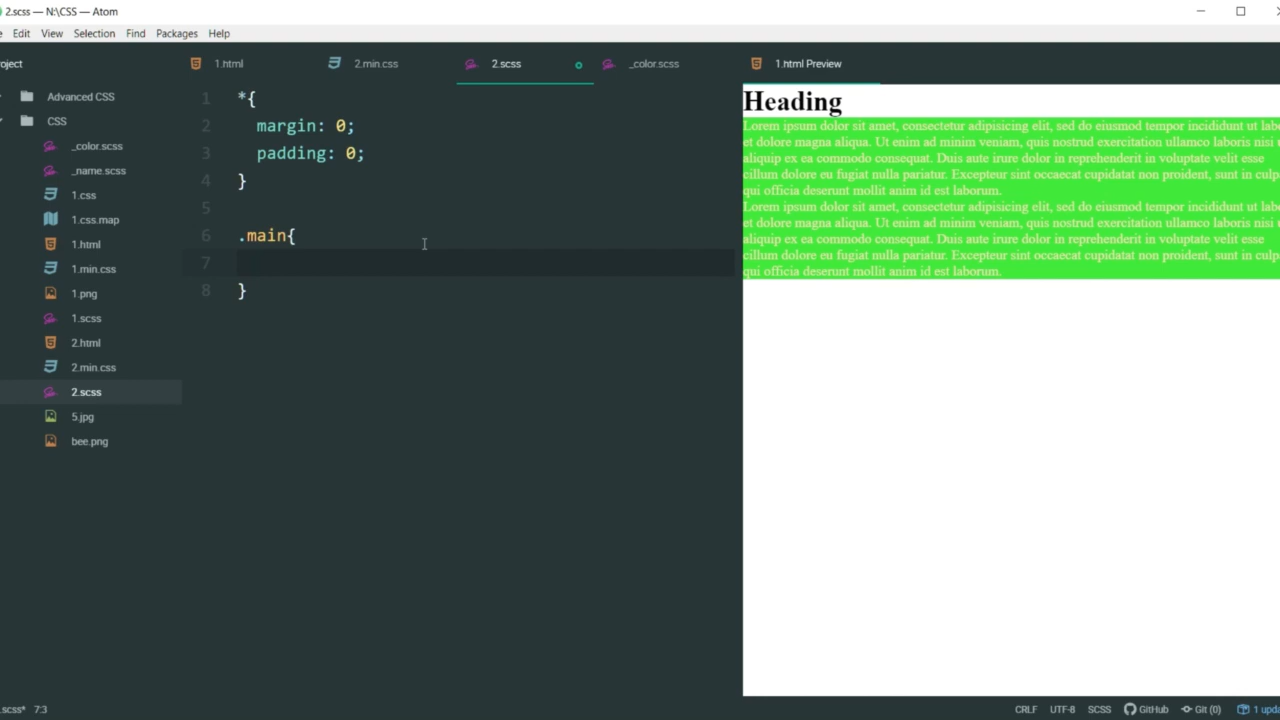 2.scss — N:\CSS — Atom
Edit View Selection Find Packages Help
1.html 2.min.css 2.scss _color.scss 1.html Preview
Advanced CSS
CSS
_color.scss
_name.scss
1.css
1.css.map
1.html
1.min.css
1.png
1.scss
2.html
2.min.css
2.scss
5.jpg
bee.png
1 *{
2 margin: 0;
3 padding: 0;
4 }
5
6 .main{
7
8 }
Heading
Lorem ipsum dolor sit amet, consectetur adipisicing elit, sed do eiusmod tempor incididunt ut
et dolore magna aliqua. Ut enim ad minim veniam, quis nostrud exercitation ullamco laboris nisi
aliquip ex ea commodo consequat. Duis aute irure dolor in reprehenderit in voluptate velit esse
cillum dolore eu fugiat nulla pariatur. Excepteur sint occaecat cupidatat non proident, sunt in
qui officia deserunt mollit anim id est laborum.
Lorem ipsum dolor sit amet, consectetur adipisicing elit, sed do eiusmod tempor incididunt ut
et dolore magna aliqua. Ut enim ad minim veniam, quis nostrud exercitation ullamco laboris nisi
aliquip ex ea commodo consequat. Duis aute irure dolor in reprehenderit in voluptate velit esse
cillum dolore eu fugiat nulla pariatur. Excepteur sint occaecat cupidatat non proident, sunt in
qui officia deserunt mollit anim id est laborum.
.scss* 7:3 CRLF UTF-8 SCSS GitHub Git (0) 1